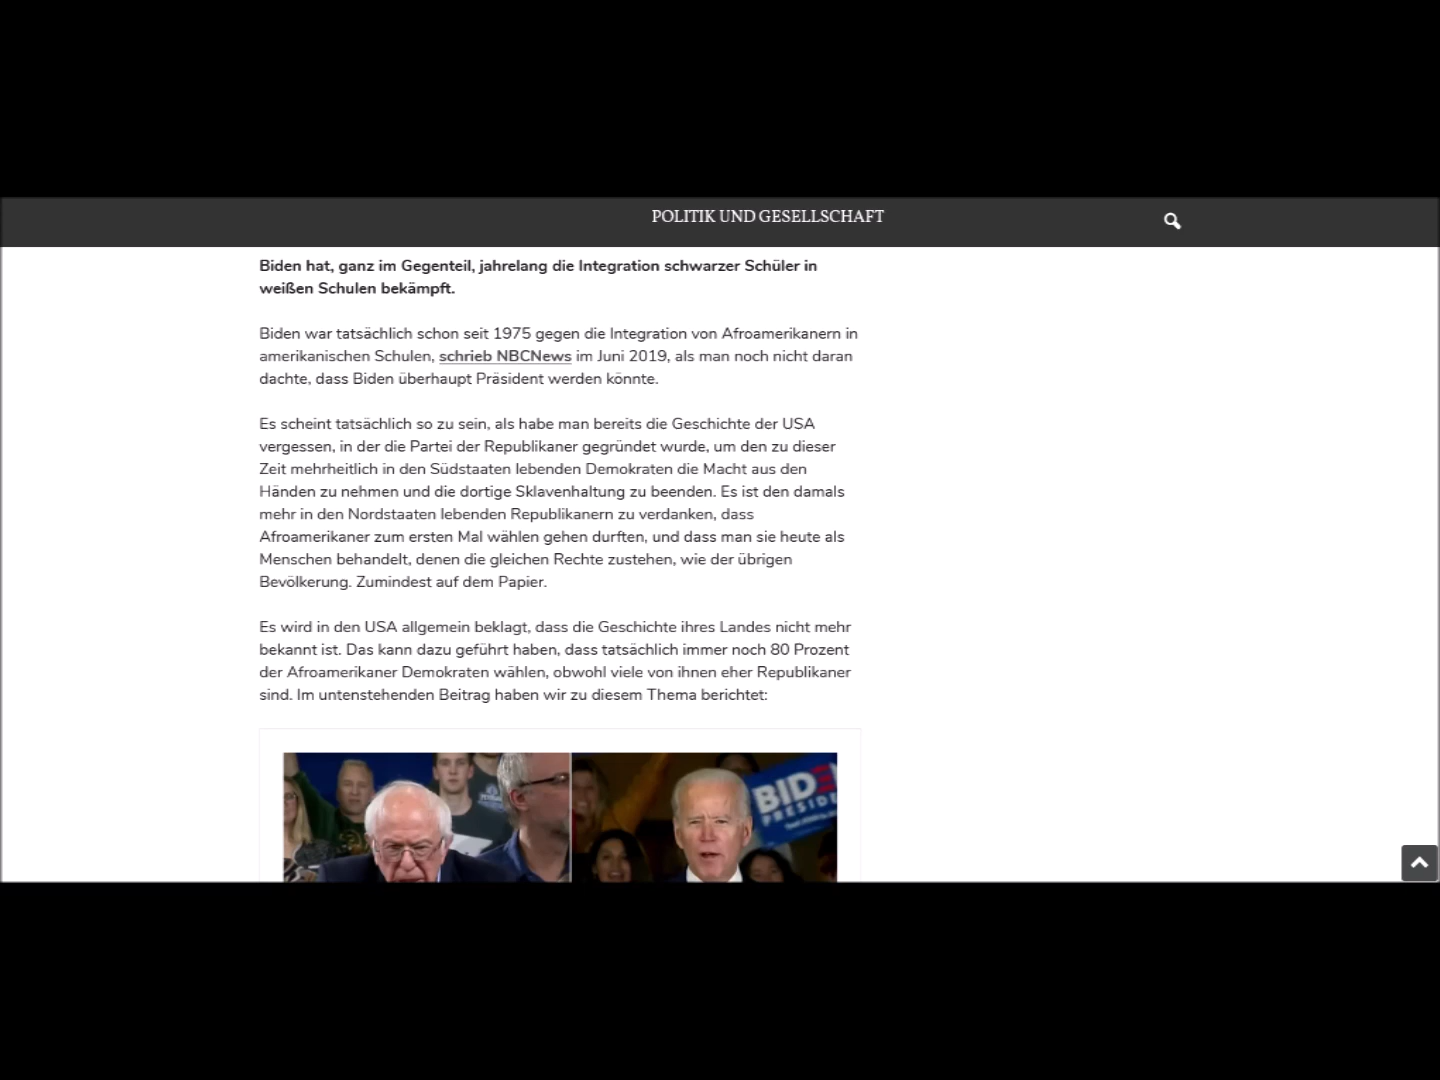 POLITIK UND GESELLSCHAFT
Biden hat, ganz im Gegenteil, jahrelang die Integration schwarzer Schüler in
weißen Schulen bekämpft.
Biden war tatsächlich schon seit 1975 gegen die Integration von Afroamerikanern in
amerikanischen Schulen, schrieb NBCNews im Juni 2019, als man noch nicht daran
dachte, dass Biden überhaupt Präsident werden könnte.
Es scheint tatsächlich so zu sein, als habe man bereits die Geschichte der USA
vergessen, in der die Partei der Republikaner gegründet wurde, um den zu dieser
Zeit mehrheitlich in den Südstaaten lebenden Demokraten die Macht aus den
Händen zu nehmen und die dortige Sklavenhaltung zu beenden. Es ist den damals
mehr in den Nordstaaten lebenden Republikanern zu verdanken, dass
Afroamerikaner zum ersten Mal wählen gehen durften, und dass man sie heute als
Menschen behandelt, denen die gleichen Rechte zustehen, wie der übrigen
Bevölkerung. Zumindest auf dem Papier.
Es wird in den USA allgemein beklagt, dass die Geschichte ihres Landes nicht mehr
bekannt ist. Das kann dazu geführt haben, dass tatsächlich immer noch 80 Prozent
der Afroamerikaner Demokraten wählen, obwohl viele von ihnen eher Republikaner
sind. Im untenstehenden Beitrag haben wir zu diesem Thema berichtet:
BIDE
PRESIDE